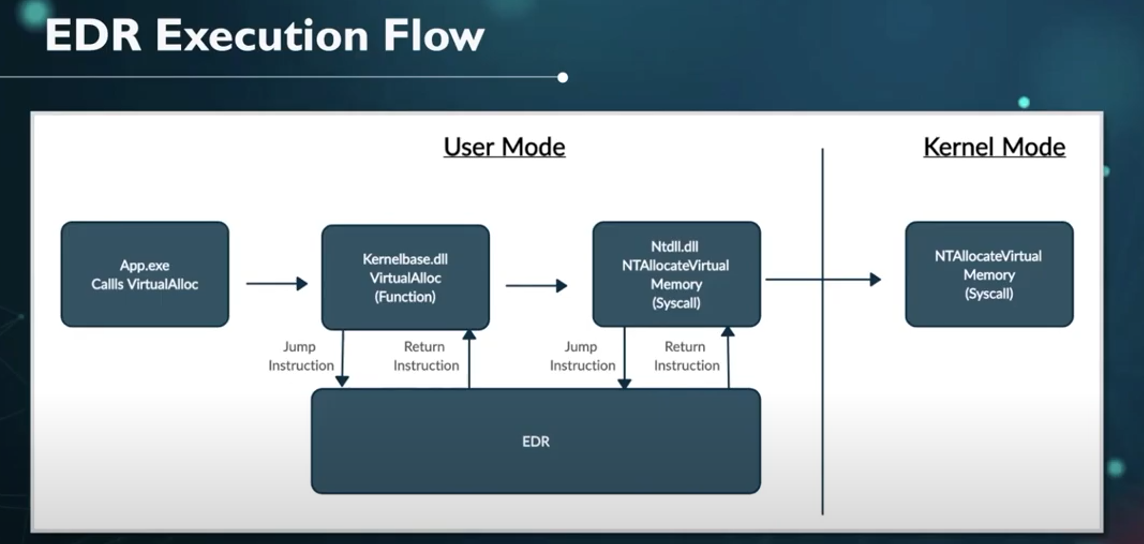 EDR Execution Flow
User Mode
Kernel Mode
App.exe
Callls VirtualAlloc
Kernelbase.dll
VirtualAlloc
(Function)
Ntdll.dll
NTAllocateVirtual
Memory
(Syscall)
NTAllocateVirtual
Memory
(Syscall)
Jump
Instruction
Return
Instruction
Jump
Instruction
Return
Instruction
EDR